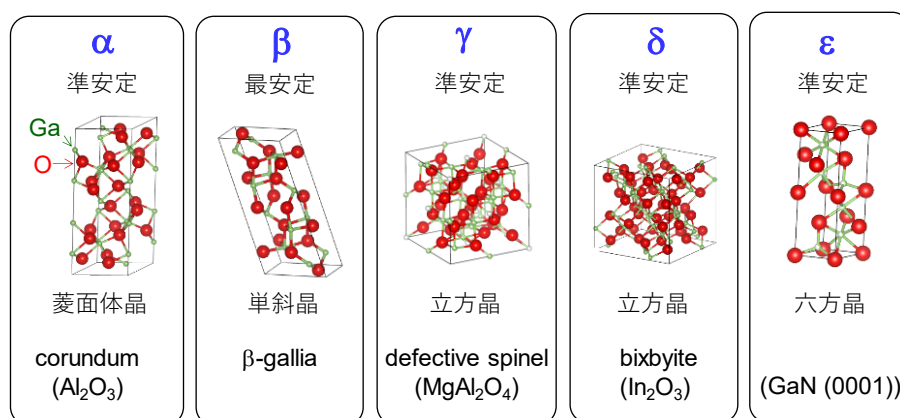 α
準安定
Ga
O
菱面体晶
corundum
(Al₂O₃)
β
最安定
単斜晶
β-gallia
γ
準安定
立方晶
defective spinel
(MgAl₂O₄)
δ
準安定
立方晶
bixbyite
(In₂O₃)
ε
準安定
六方晶
(GaN (0001))